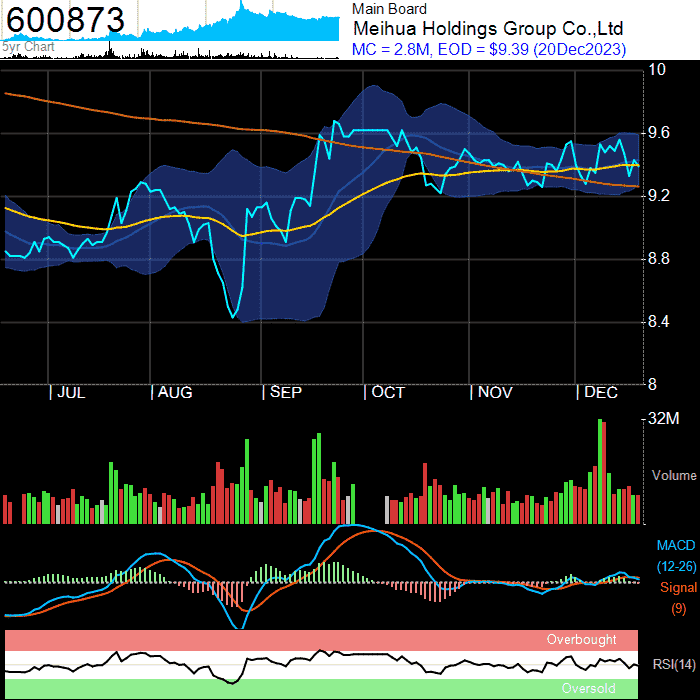 600873
5yr Chart
Main Board
Meihua Holdings Group Co.,Ltd
MC = 2.8M, EOD = $9.39 (20Dec2023)
10
9.6
9.2
8.8
8.4
8
| JUL | AUG | SEP | OCT | NOV | DEC
32M
Volume
MACD
(12-26)
Signal
(9)
Overbought
RSI(14)
Oversold